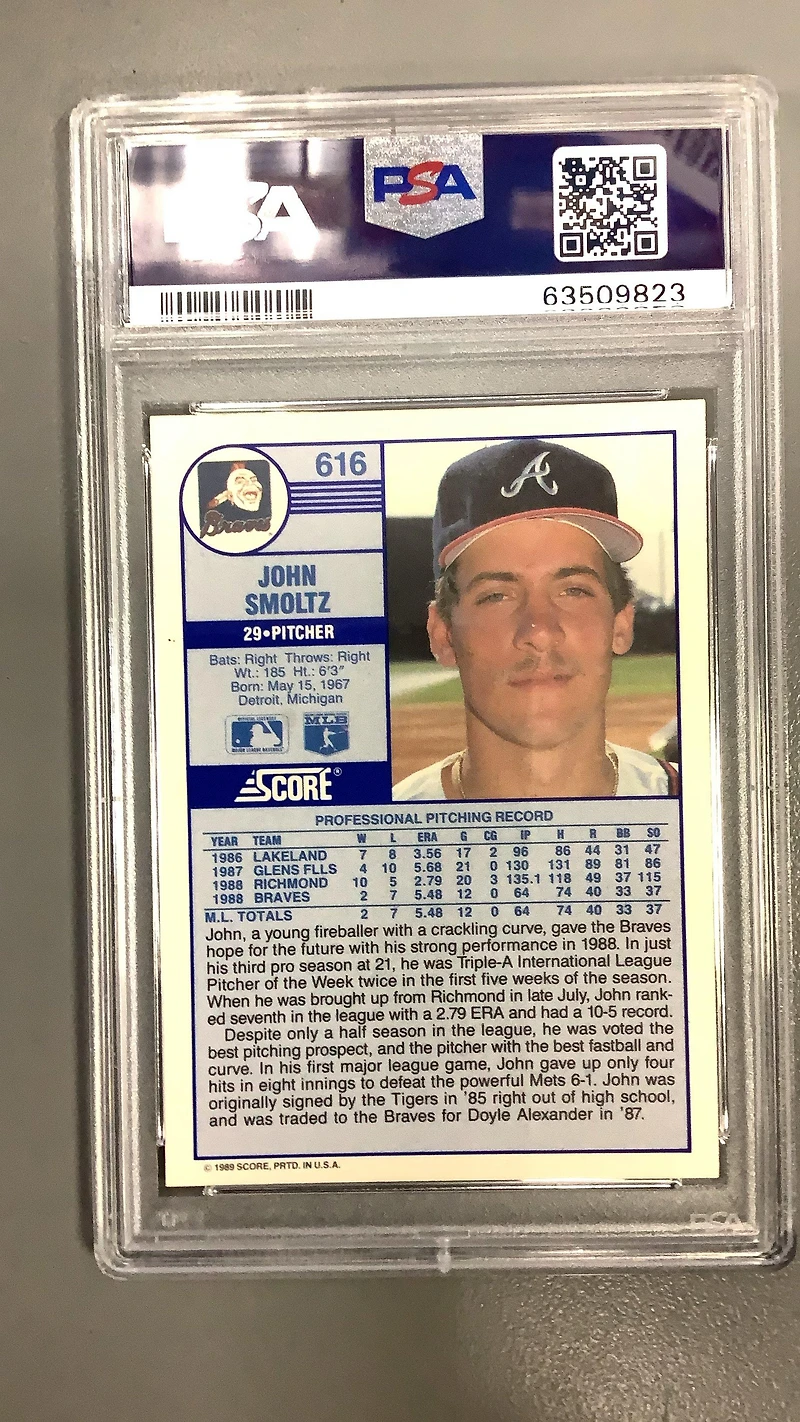 PSA
PSA
63509823
616
Braves
JOHN
SMOLTZ
29•PITCHER
Bats: Right Throws: Right
Wt.: 185 Ht.: 6'3"
Born: May 15, 1967
Detroit, Michigan
OFFICIAL LICENSEE
MAJOR LEAGUE BASEBALL
MLB
SCORE®
PROFESSIONAL PITCHING RECORD
YEAR TEAM W L ERA G CG IP H R BB SO
1986 LAKELAND 7 8 3.56 17 2 96 86 44 31 47
1987 GLENS FLLS 4 10 5.68 21 0 130 131 89 81 86
1988 RICHMOND 10 5 2.79 20 3 135.1 118 49 37 115
1988 BRAVES 2 7 5.48 12 0 64 74 40 33 37
M.L. TOTALS 2 7 5.48 12 0 64 74 40 33 37
John, a young fireballer with a crackling curve, gave the Braves
hope for the future with his strong performance in 1988. In just
his third pro season at 21, he was Triple-A International League
Pitcher of the Week twice in the first five weeks of the season.
When he was brought up from Richmond in late July, John rank-
ed seventh in the league with a 2.79 ERA and had a 10-5 record.
Despite only a half season in the league, he was voted the
best pitching prospect, and the pitcher with the best fastball and
curve. In his first major league game, John gave up only four
hits in eight innings to defeat the powerful Mets 6-1. John was
originally signed by the Tigers in '85 right out of high school,
and was traded to the Braves for Doyle Alexander in '87.
© 1989 SCORE, PRTD. IN U.S.A.
PSA